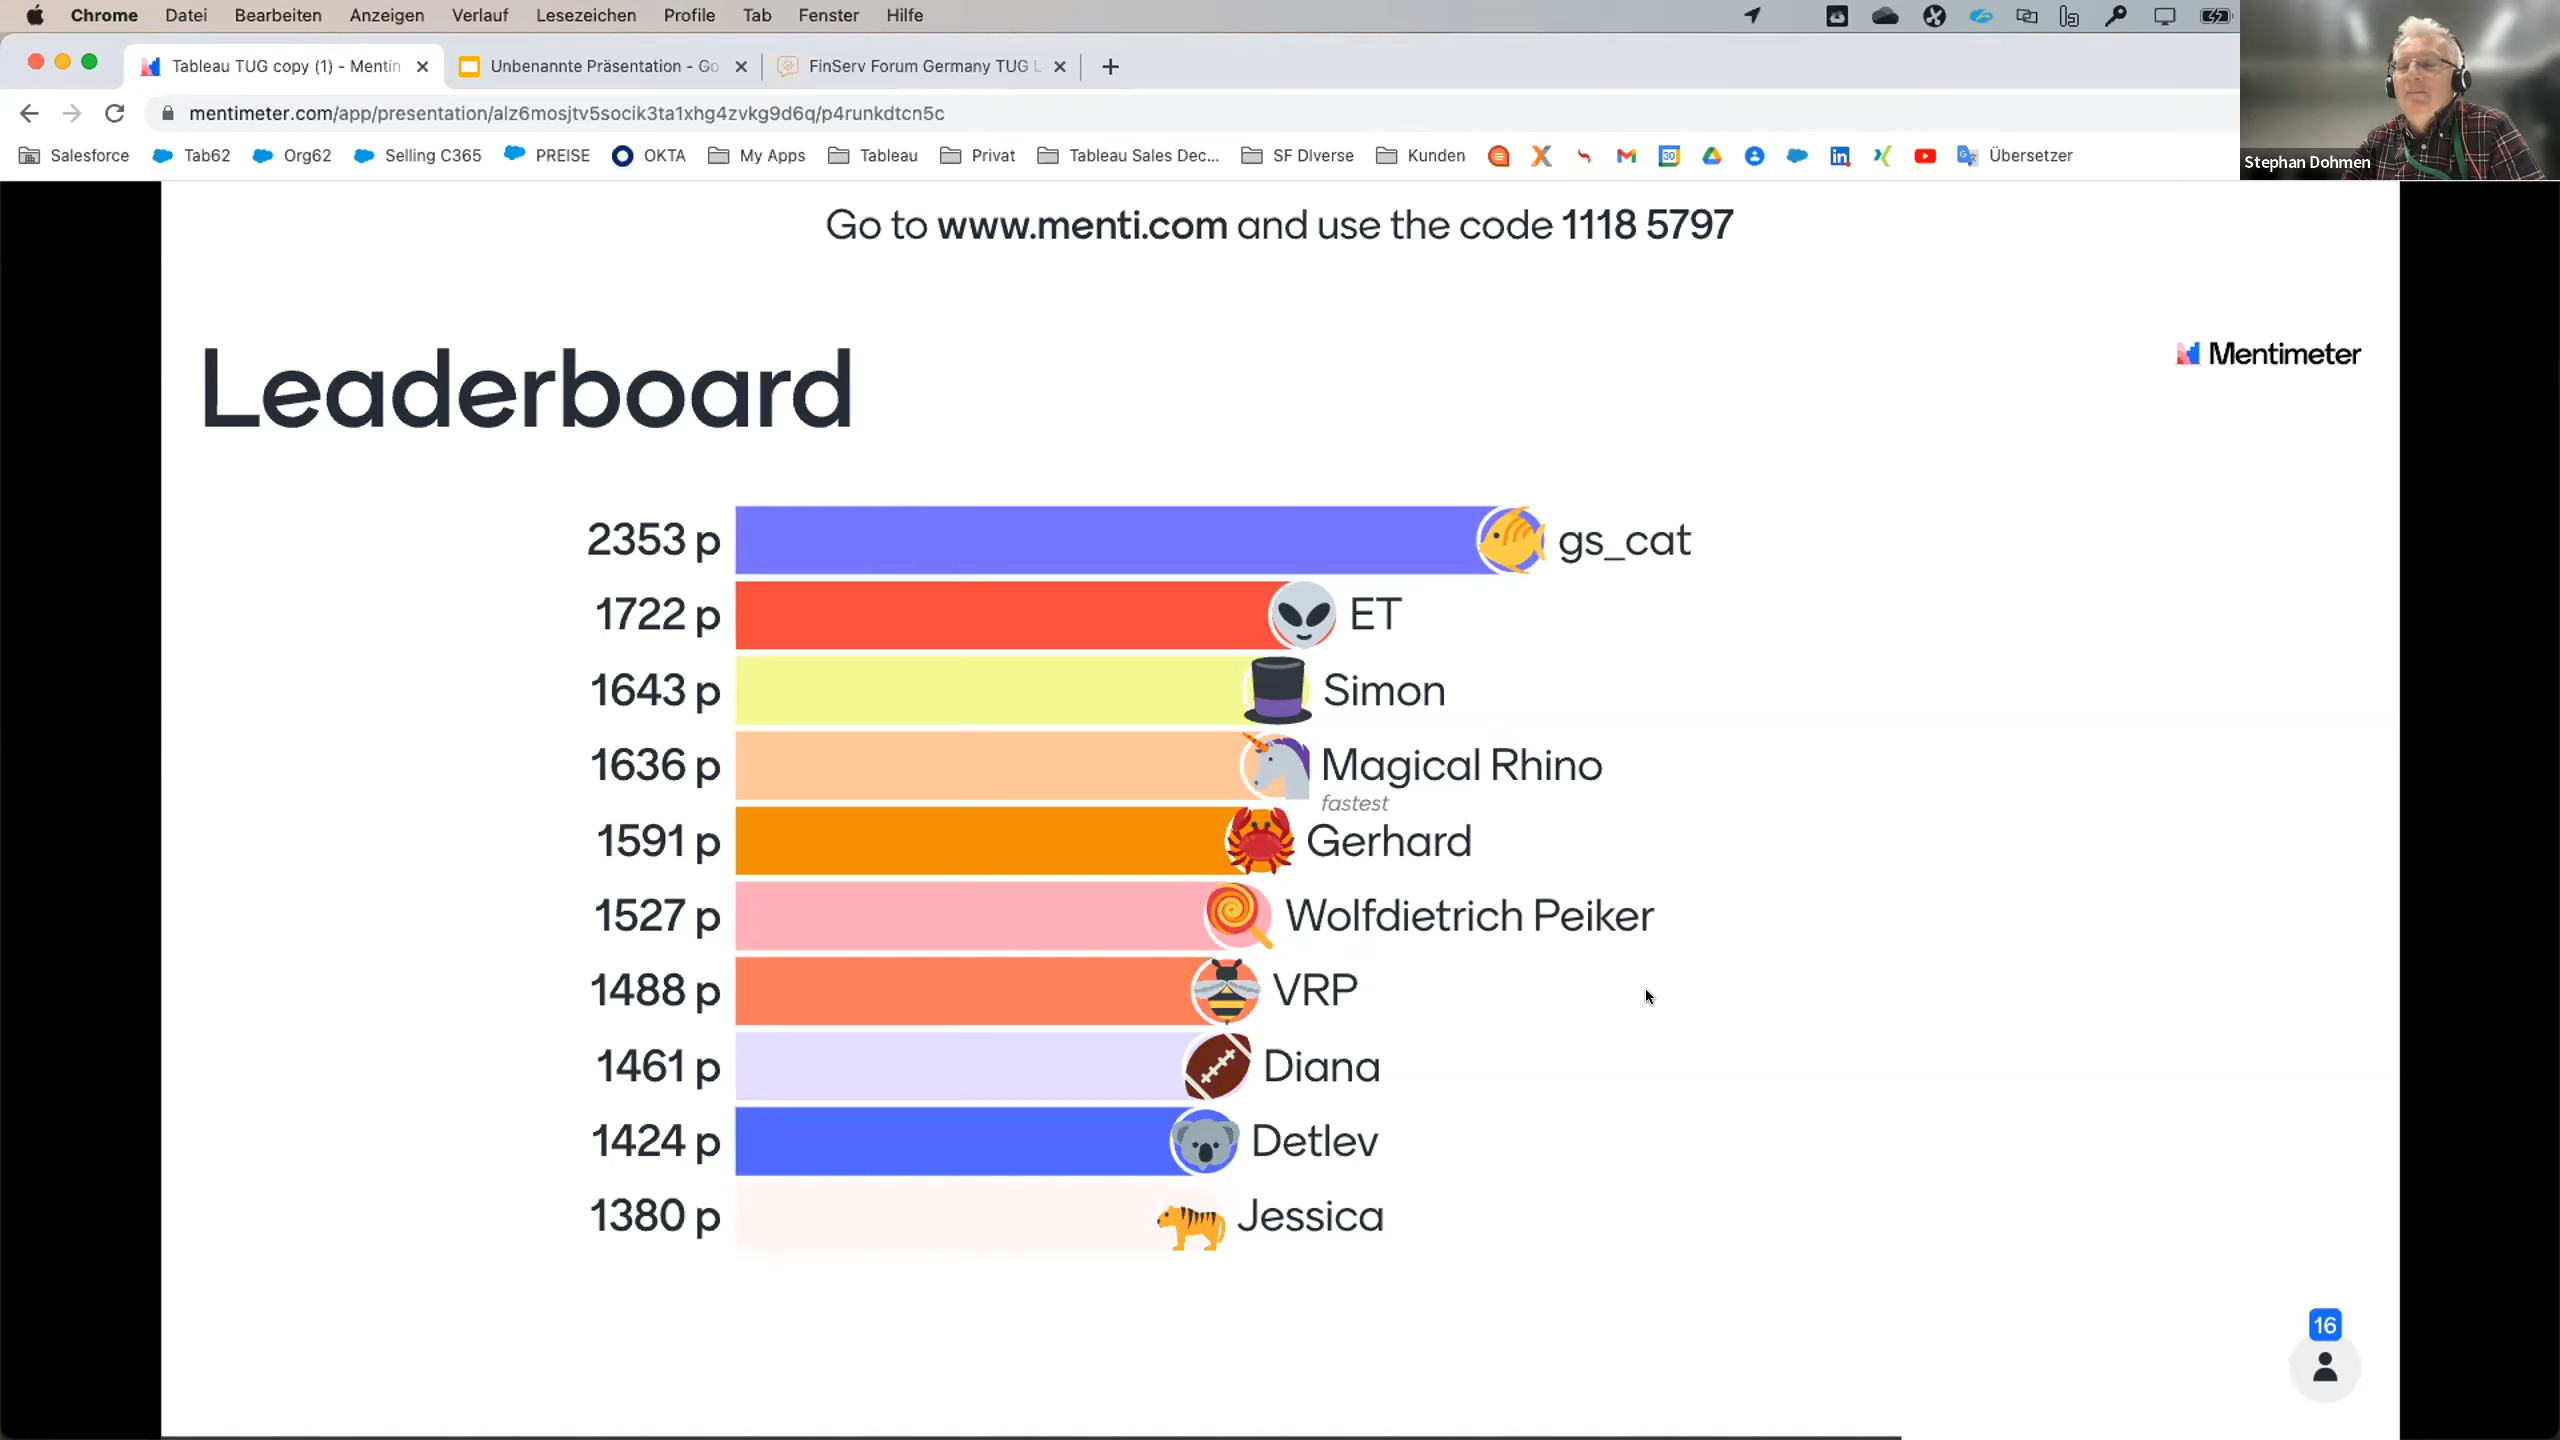 Chrome Datei Bearbeiten Anzeigen Verlauf Lesezeichen Profile Tab Fenster Hilfe
Tableau TUG copy (1) - Mentin
Unbenannte Präsentation - Go
FinServ Forum Germany TUG L
mentimeter.com/app/presentation/alz6mosjtv5socik3ta1xhg4zvkg9d6q/p4runkdtcn5c
Salesforce Tab62 Org62 Selling C365 PREISE OKTA My Apps Tableau Privat Tableau Sales Dec... SF DIverse Kunden 30 Übersetzer
Stephan Dohmen
Go to www.menti.com and use the code 1118 5797
Mentimeter
Leaderboard
2353 p gs_cat
1722 p ET
1643 p Simon
1636 p Magical Rhino
fastest
1591 p Gerhard
1527 p Wolfdietrich Peiker
1488 p VRP
1461 p Diana
1424 p Detlev
1380 p Jessica
16